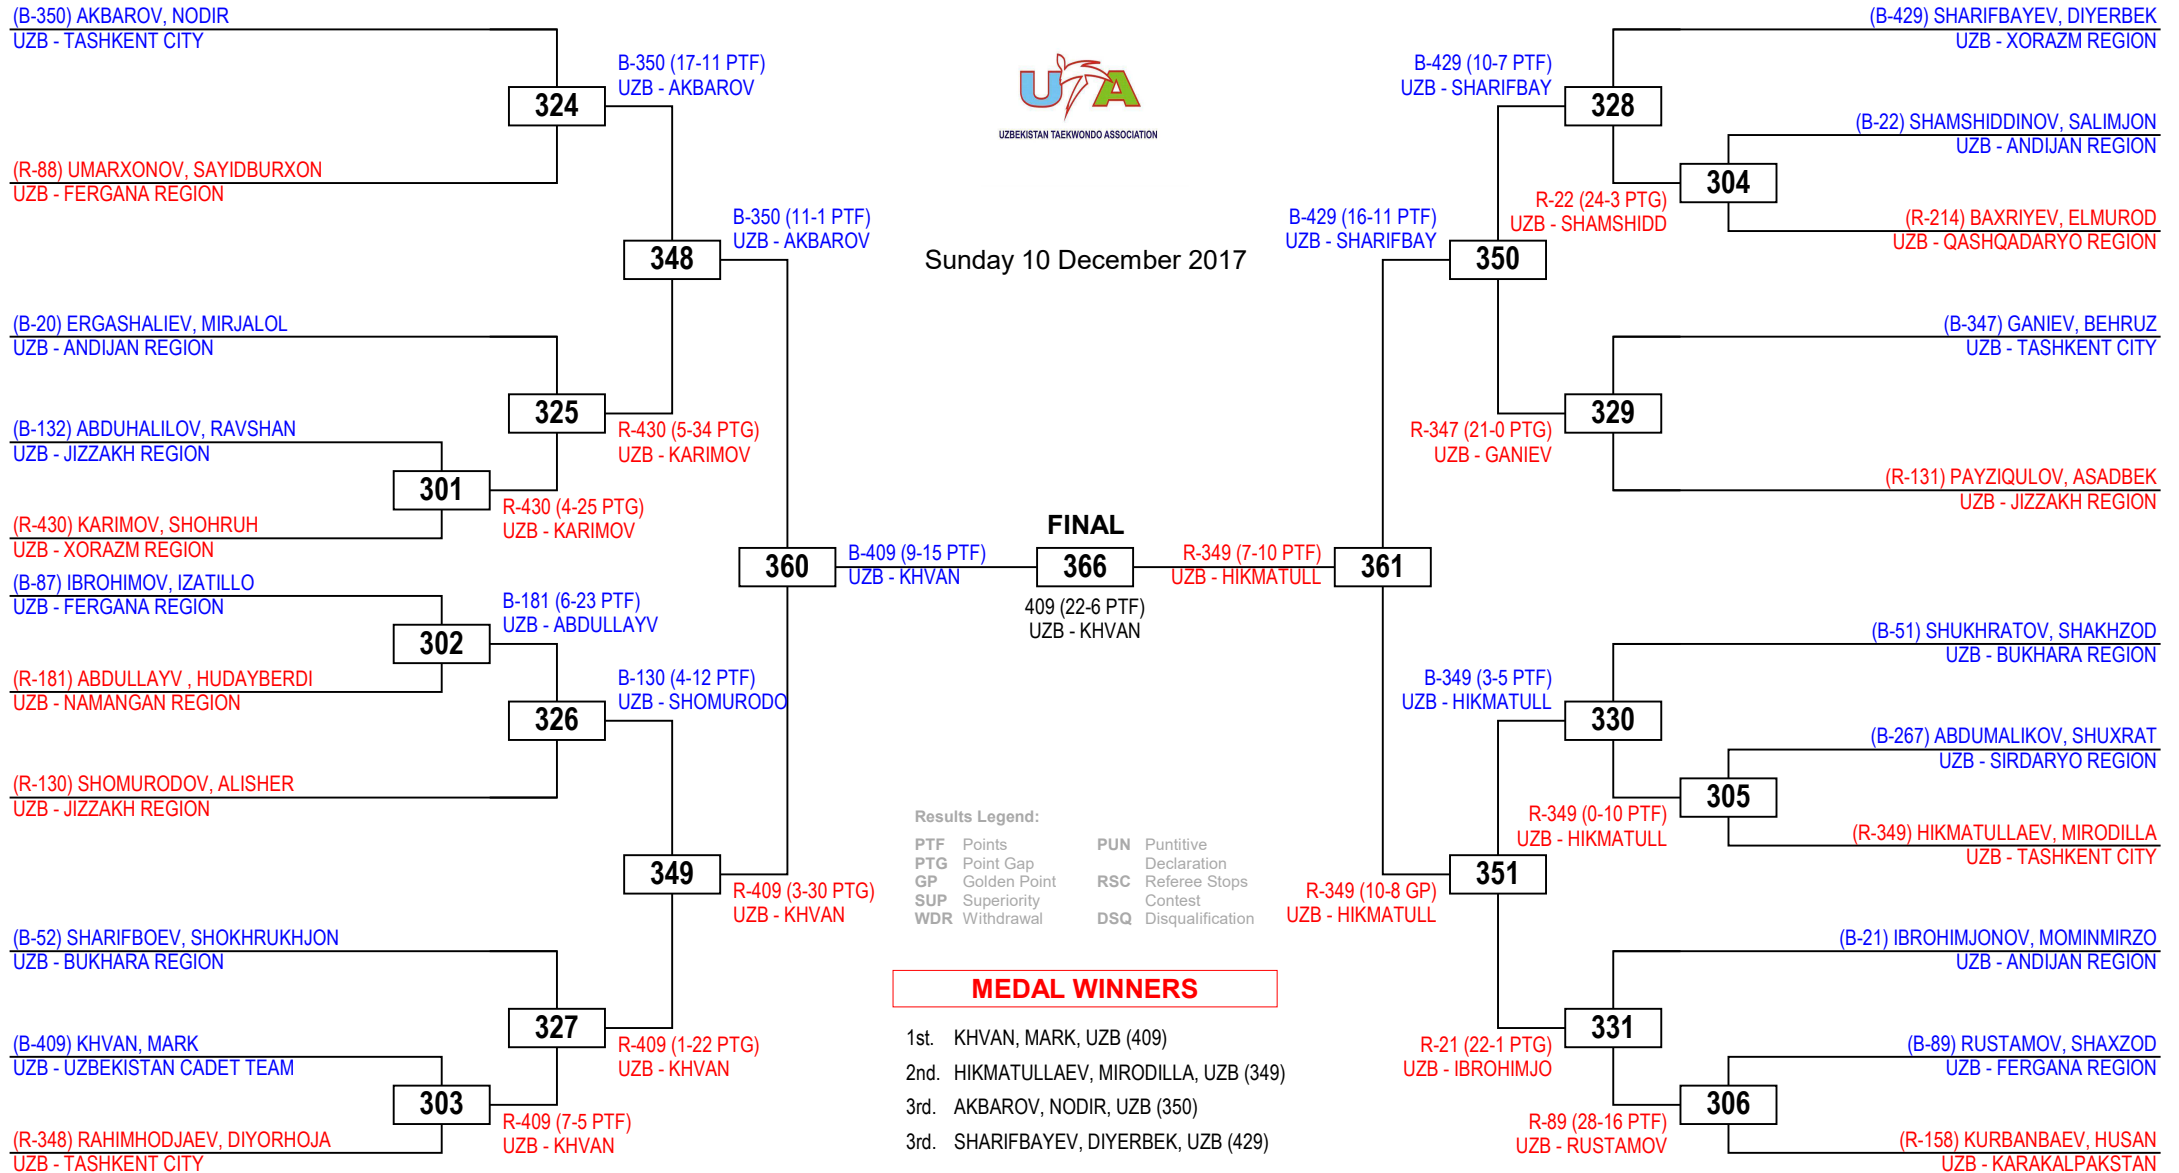 (B-350) AKBAROV, NODIR
UZB - TASHKENT CITY
B-350 (17-11 PTF)
UZB - AKBAROV
324
(R-88) UMARXONOV, SAYIDBURXON
UZB - FERGANA REGION
B-350 (11-1 PTF)
UZB - AKBAROV
348
(B-20) ERGASHALIEV, MIRJALOL
UZB - ANDIJAN REGION
325
R-430 (5-34 PTG)
UZB - KARIMOV
(B-132) ABDUHALILOV, RAVSHAN
UZB - JIZZAKH REGION
301
R-430 (4-25 PTG)
UZB - KARIMOV
(R-430) KARIMOV, SHOHRUH
UZB - XORAZM REGION
360
B-409 (9-15 PTF)
UZB - KHVAN
(B-87) IBROHIMOV, IZATILLO
UZB - FERGANA REGION
B-181 (6-23 PTF)
UZB - ABDULLAYV
302
(R-181) ABDULLAYV , HUDAYBERDI
UZB - NAMANGAN REGION
B-130 (4-12 PTF)
UZB - SHOMURODO
326
(R-130) SHOMURODOV, ALISHER
UZB - JIZZAKH REGION
349
R-409 (3-30 PTG)
UZB - KHVAN
(B-52) SHARIFBOEV, SHOKHRUKHJON
UZB - BUKHARA REGION
327
R-409 (1-22 PTG)
UZB - KHVAN
(B-409) KHVAN, MARK
UZB - UZBEKISTAN CADET TEAM
303
R-409 (7-5 PTF)
UZB - KHVAN
(R-348) RAHIMHODJAEV, DIYORHOJA
UZB - TASHKENT CITY
UTA
UZBEKISTAN TAEKWONDO ASSOCIATION
Sunday 10 December 2017
FINAL
366
409 (22-6 PTF)
UZB - KHVAN
Results Legend:
PTF Points
PTG Point Gap
GP Golden Point
SUP Superiority
WDR Withdrawal
PUN Puntitive
Declaration
RSC Referee Stops
Contest
DSQ Disqualification
MEDAL WINNERS
1st. KHVAN, MARK, UZB (409)
2nd. HIKMATULLAEV, MIRODILLA, UZB (349)
3rd. AKBAROV, NODIR, UZB (350)
3rd. SHARIFBAYEV, DIYERBEK, UZB (429)
(B-429) SHARIFBAYEV, DIYERBEK
UZB - XORAZM REGION
B-429 (10-7 PTF)
UZB - SHARIFBAY
328
(B-22) SHAMSHIDDINOV, SALIMJON
UZB - ANDIJAN REGION
304
R-22 (24-3 PTG)
UZB - SHAMSHIDD
(R-214) BAXRIYEV, ELMUROD
UZB - QASHQADARYO REGION
B-429 (16-11 PTF)
UZB - SHARIFBAY
350
(B-347) GANIEV, BEHRUZ
UZB - TASHKENT CITY
329
R-347 (21-0 PTG)
UZB - GANIEV
(R-131) PAYZIQULOV, ASADBEK
UZB - JIZZAKH REGION
R-349 (7-10 PTF)
UZB - HIKMATULL
361
(B-51) SHUKHRATOV, SHAKHZOD
UZB - BUKHARA REGION
B-349 (3-5 PTF)
UZB - HIKMATULL
330
(B-267) ABDUMALIKOV, SHUXRAT
UZB - SIRDARYO REGION
305
R-349 (0-10 PTF)
UZB - HIKMATULL
(R-349) HIKMATULLAEV, MIRODILLA
UZB - TASHKENT CITY
351
R-349 (10-8 GP)
UZB - HIKMATULL
(B-21) IBROHIMJONOV, MOMINMIRZO
UZB - ANDIJAN REGION
331
R-21 (22-1 PTG)
UZB - IBROHIMJO
(B-89) RUSTAMOV, SHAXZOD
UZB - FERGANA REGION
306
R-89 (28-16 PTF)
UZB - RUSTAMOV
(R-158) KURBANBAEV, HUSAN
UZB - KARAKALPAKSTAN